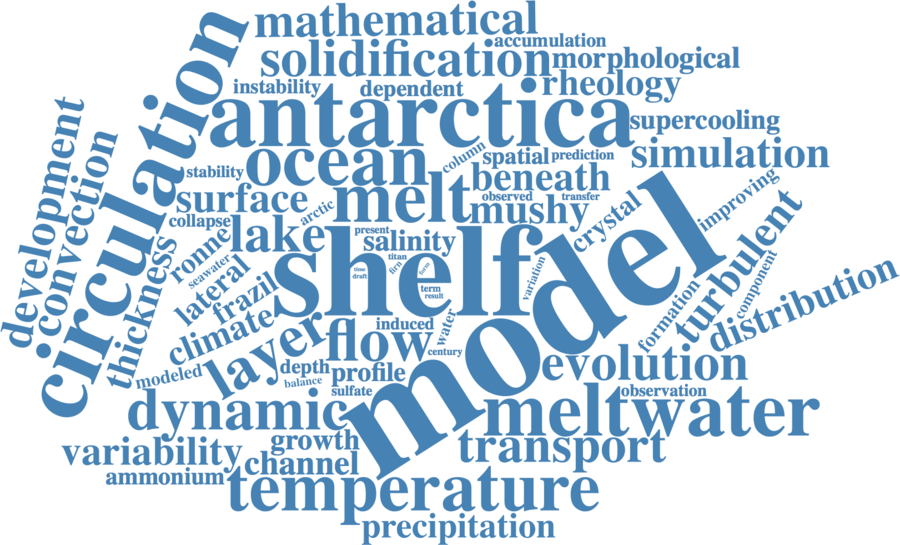 mathematical
accumulation
solidification
morphological
circulation
instability
dependent
rheology
antarctica
supercooling
development
convection
column
spatial
prediction
simulation
stability
ocean
beneath
surface
melt
observed
transfer
mushy
crystal
improving
collapse
arctic
lake
present
salinity
turbulent
thickness
ronne
seawater
lateral
frazil
shelf
titan
firn
form
time
draft
term
result
variation
component
model
formation
distribution
climate
layer
induced
water
flow
century
modeled
depth
balance
profile
sulfate
evolution
observation
dynamic
meltwater
variability
growth
channel
transport
ammonium
temperature
precipitation